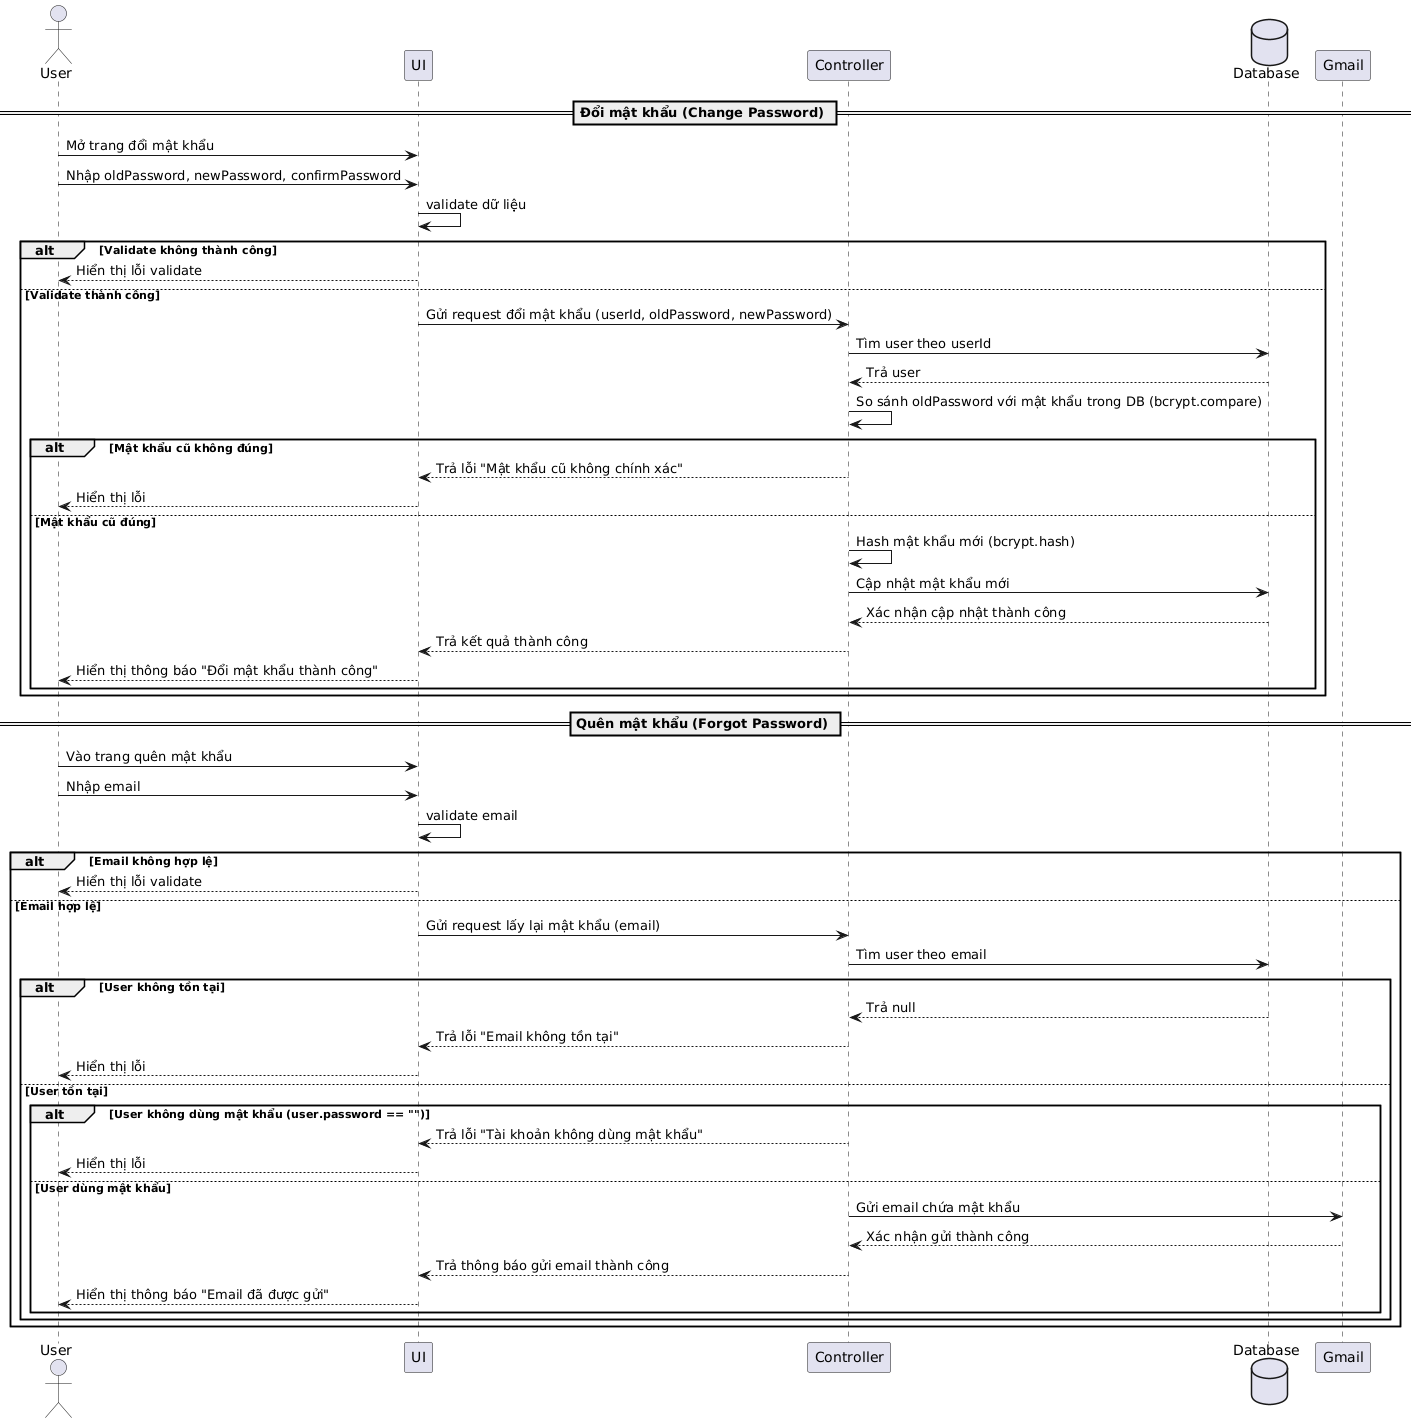 User
UI
Controller
Database
Gmail
Đổi mật khẩu (Change Password)
Mở trang đổi mật khẩu
Nhập oldPassword, newPassword, confirmPassword
validate dữ liệu
alt [Validate không thành công]
Hiển thị lỗi validate
[Validate thành công]
Gửi request đổi mật khẩu (userId, oldPassword, newPassword)
Tìm user theo userId
Trả user
So sánh oldPassword với mật khẩu trong DB (bcrypt.compare)
alt [Mật khẩu cũ không đúng]
Trả lỗi "Mật khẩu cũ không chính xác"
Hiển thị lỗi
[Mật khẩu cũ đúng]
Hash mật khẩu mới (bcrypt.hash)
Cập nhật mật khẩu mới
Xác nhận cập nhật thành công
Trả kết quả thành công
Hiển thị thông báo "Đổi mật khẩu thành công"
Quên mật khẩu (Forgot Password)
Vào trang quên mật khẩu
Nhập email
validate email
alt [Email không hợp lệ]
Hiển thị lỗi validate
[Email hợp lệ]
Gửi request lấy lại mật khẩu (email)
Tìm user theo email
alt [User không tồn tại]
Trả null
Trả lỗi "Email không tồn tại"
Hiển thị lỗi
[User tồn tại]
alt [User không dùng mật khẩu (user.password == "")]
Trả lỗi "Tài khoản không dùng mật khẩu"
Hiển thị lỗi
[User dùng mật khẩu]
Gửi email chứa mật khẩu
Xác nhận gửi thành công
Trả thông báo gửi email thành công
Hiển thị thông báo "Email đã được gửi"
User
UI
Controller
Database
Gmail